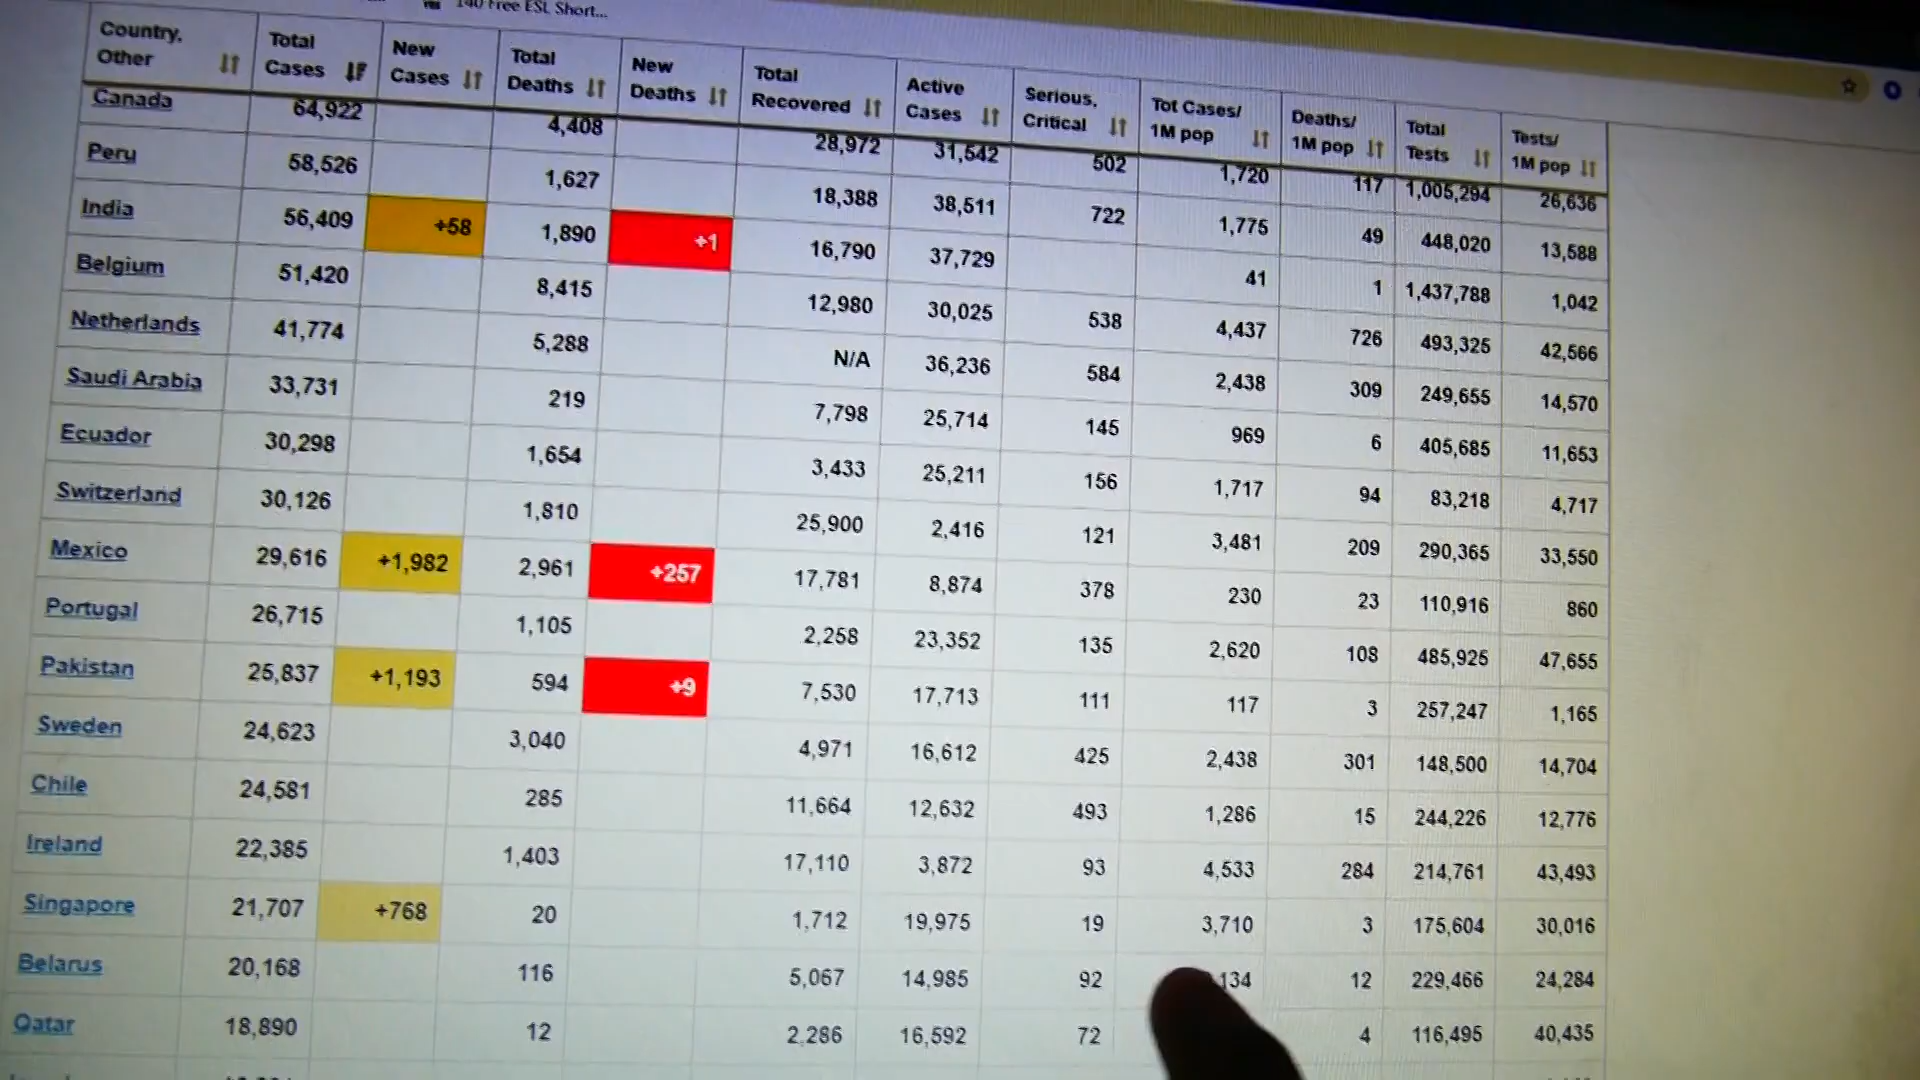 140 Free ESL Short...
Country, Other Total Cases New Cases Total Deaths New Deaths Total Recovered Active Cases Serious, Critical Tot Cases/ 1M pop Deaths/ 1M pop Total Tests Tests/ 1M pop
Canada 64,922 4,408 28,972 31,542 502 1,720 117 1,005,294 26,636
Peru 58,526 1,627 18,388 38,511 722 1,775 49 448,020 13,588
India 56,409 +58 1,890 +1 16,790 37,729 41 1 1,437,788 1,042
Belgium 51,420 8,415 12,980 30,025 538 4,437 726 493,325 42,566
Netherlands 41,774 5,288 N/A 36,236 584 2,438 309 249,655 14,570
Saudi Arabia 33,731 219 7,798 25,714 145 969 6 405,685 11,653
Ecuador 30,298 1,654 3,433 25,211 156 1,717 94 83,218 4,717
Switzerland 30,126 1,810 25,900 2,416 121 3,481 209 290,365 33,550
Mexico 29,616 +1,982 2,961 +257 17,781 8,874 378 230 23 110,916 860
Portugal 26,715 1,105 2,258 23,352 135 2,620 108 485,925 47,655
Pakistan 25,837 +1,193 594 +9 7,530 17,713 111 117 3 257,247 1,165
Sweden 24,623 3,040 4,971 16,612 425 2,438 301 148,500 14,704
Chile 24,581 285 11,664 12,632 493 1,286 15 244,226 12,776
Ireland 22,385 1,403 17,110 3,872 93 4,533 284 214,761 43,493
Singapore 21,707 +768 20 1,712 19,975 19 3,710 3 175,604 30,016
Belarus 20,168 116 5,067 14,985 92 134 12 229,466 24,284
Qatar 18,890 12 2,286 16,592 72 4 116,495 40,435